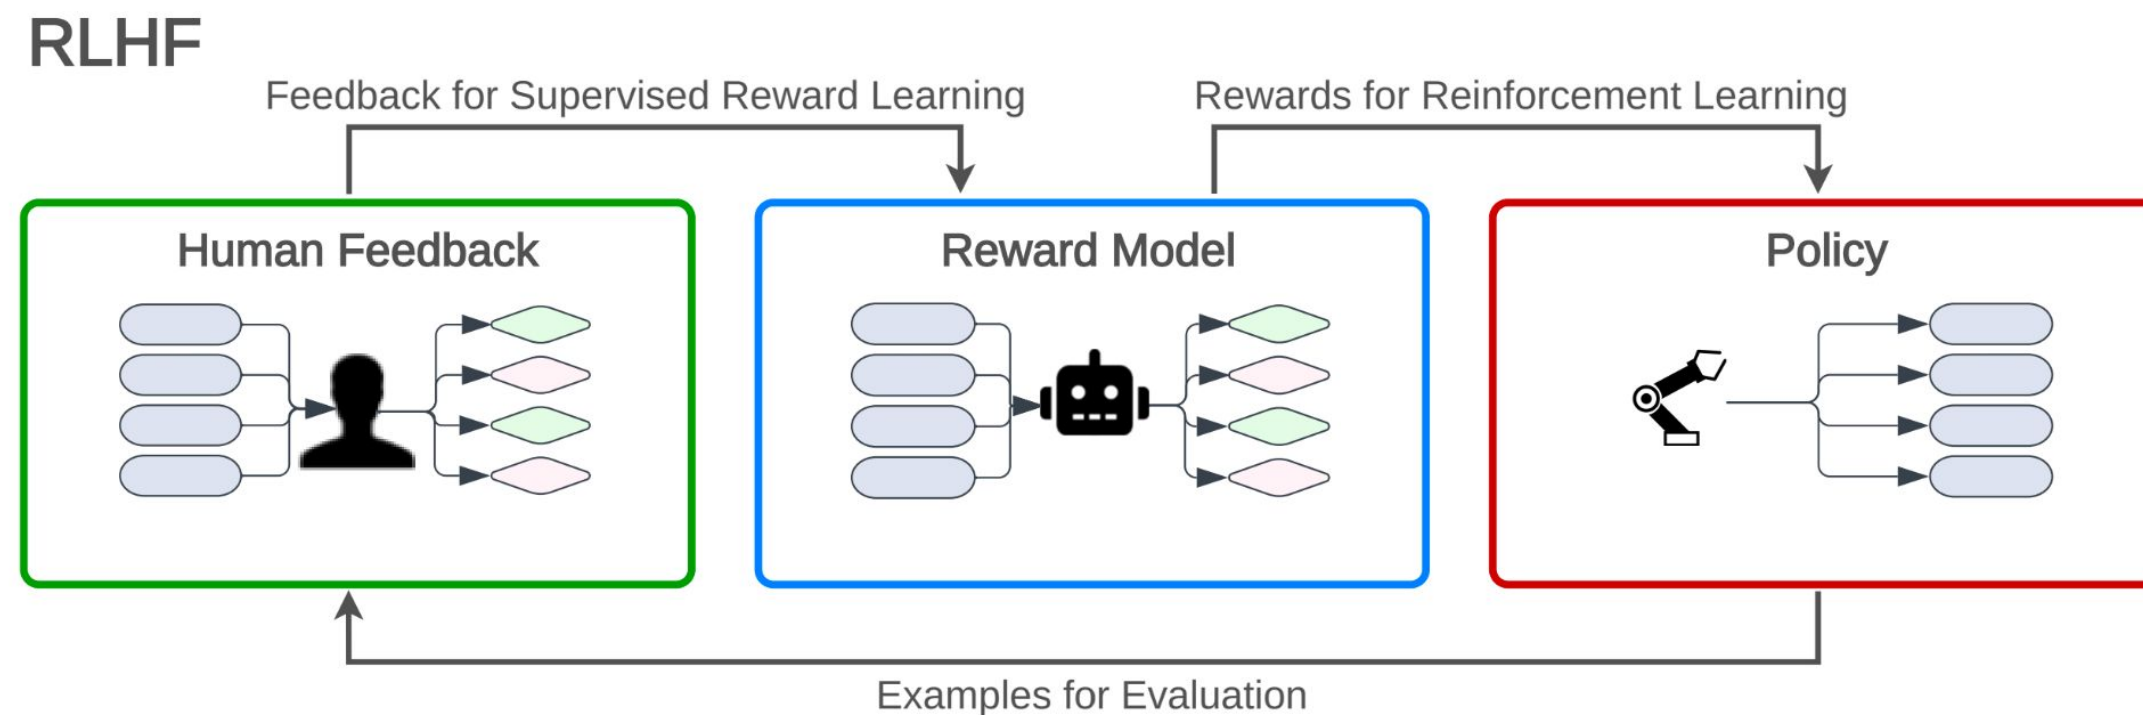 RLHF
Feedback for Supervised Reward Learning
Rewards for Reinforcement Learning
Human Feedback
Reward Model
Policy
Examples for Evaluation